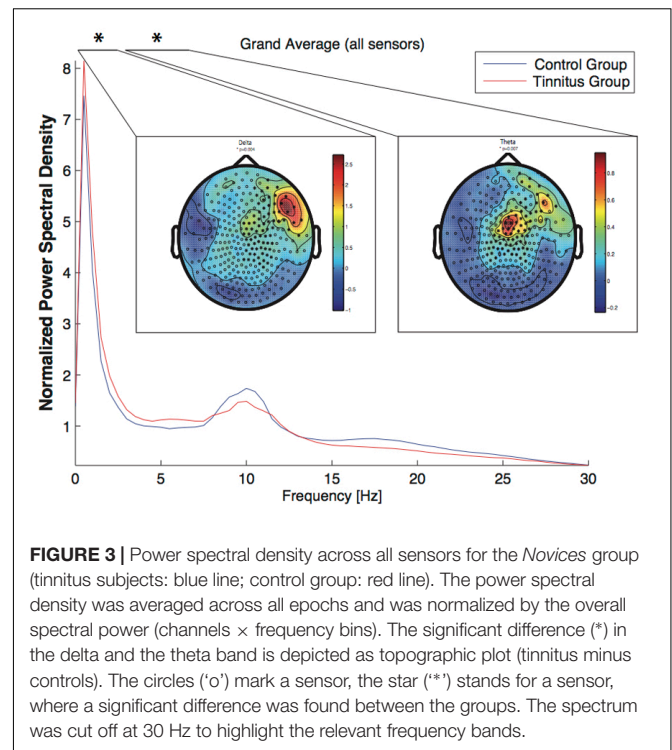 * *
Grand Average (all sensors)
Control Group
Tinnitus Group
Normalized Power Spectral Density
8
7
6
5
4
3
2
1
Delta
* p=0.004
2.5
2
1.5
1
0.5
0
-0.5
-1
Theta
* p=0.007
0.8
0.6
0.4
0.2
0
-0.2
0 5 10 15 20 25 30
Frequency [Hz]
FIGURE 3 | Power spectral density across all sensors for the Novices group
(tinnitus subjects: blue line; control group: red line). The power spectral
density was averaged across all epochs and was normalized by the overall
spectral power (channels × frequency bins). The significant difference (*) in
the delta and the theta band is depicted as topographic plot (tinnitus minus
controls). The circles (‘o’) mark a sensor, the star (‘*’) stands for a sensor,
where a significant difference was found between the groups. The spectrum
was cut off at 30 Hz to highlight the relevant frequency bands.